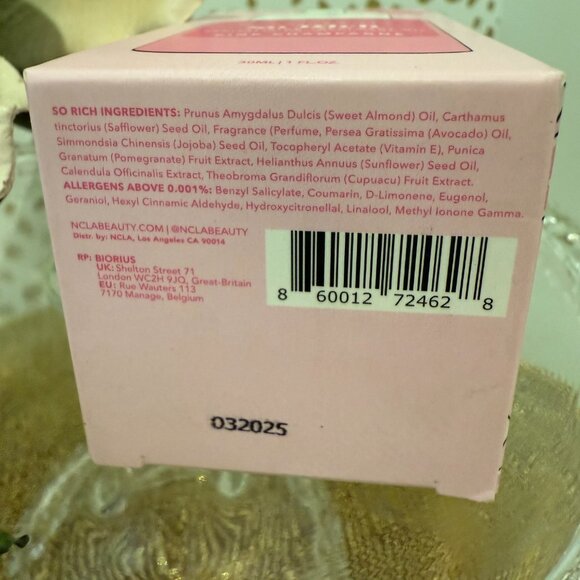 PINK CHAMPAGNE
30ML | 1 FL.OZ
SO RICH INGREDIENTS: Prunus Amygdalus Dulcis (Sweet Almond) Oil, Carthamus
tinctorius (Safflower) Seed Oil, Fragrance (Perfume, Persea Gratissima (Avocado) Oil,
Simmondsia Chinensis (Jojoba) Seed Oil, Tocopheryl Acetate (Vitamin E), Punica
Granatum (Pomegranate) Fruit Extract, Helianthus Annuus (Sunflower) Seed Oil,
Calendula Officinalis Extract, Theobroma Grandiflorum (Cupuacu) Fruit Extract.
ALLERGENS ABOVE 0.001%: Benzyl Salicylate, Coumarin, D-Limonene, Eugenol,
Geraniol, Hexyl Cinnamic Aldehyde, Hydroxycitronellal, Linalool, Methyl Ionone Gamma.
NCLABEAUTY.COM | @NCLABEAUTY
Distr. by: NCLA, Los Angeles CA 90014
RP: BIORIUS
UK: Shelton Street 71
London WC2H 9JQ, Great-Britain
EU: Rue Wauters 113
7170 Manage, Belgium
8 60012 72462 8
032025